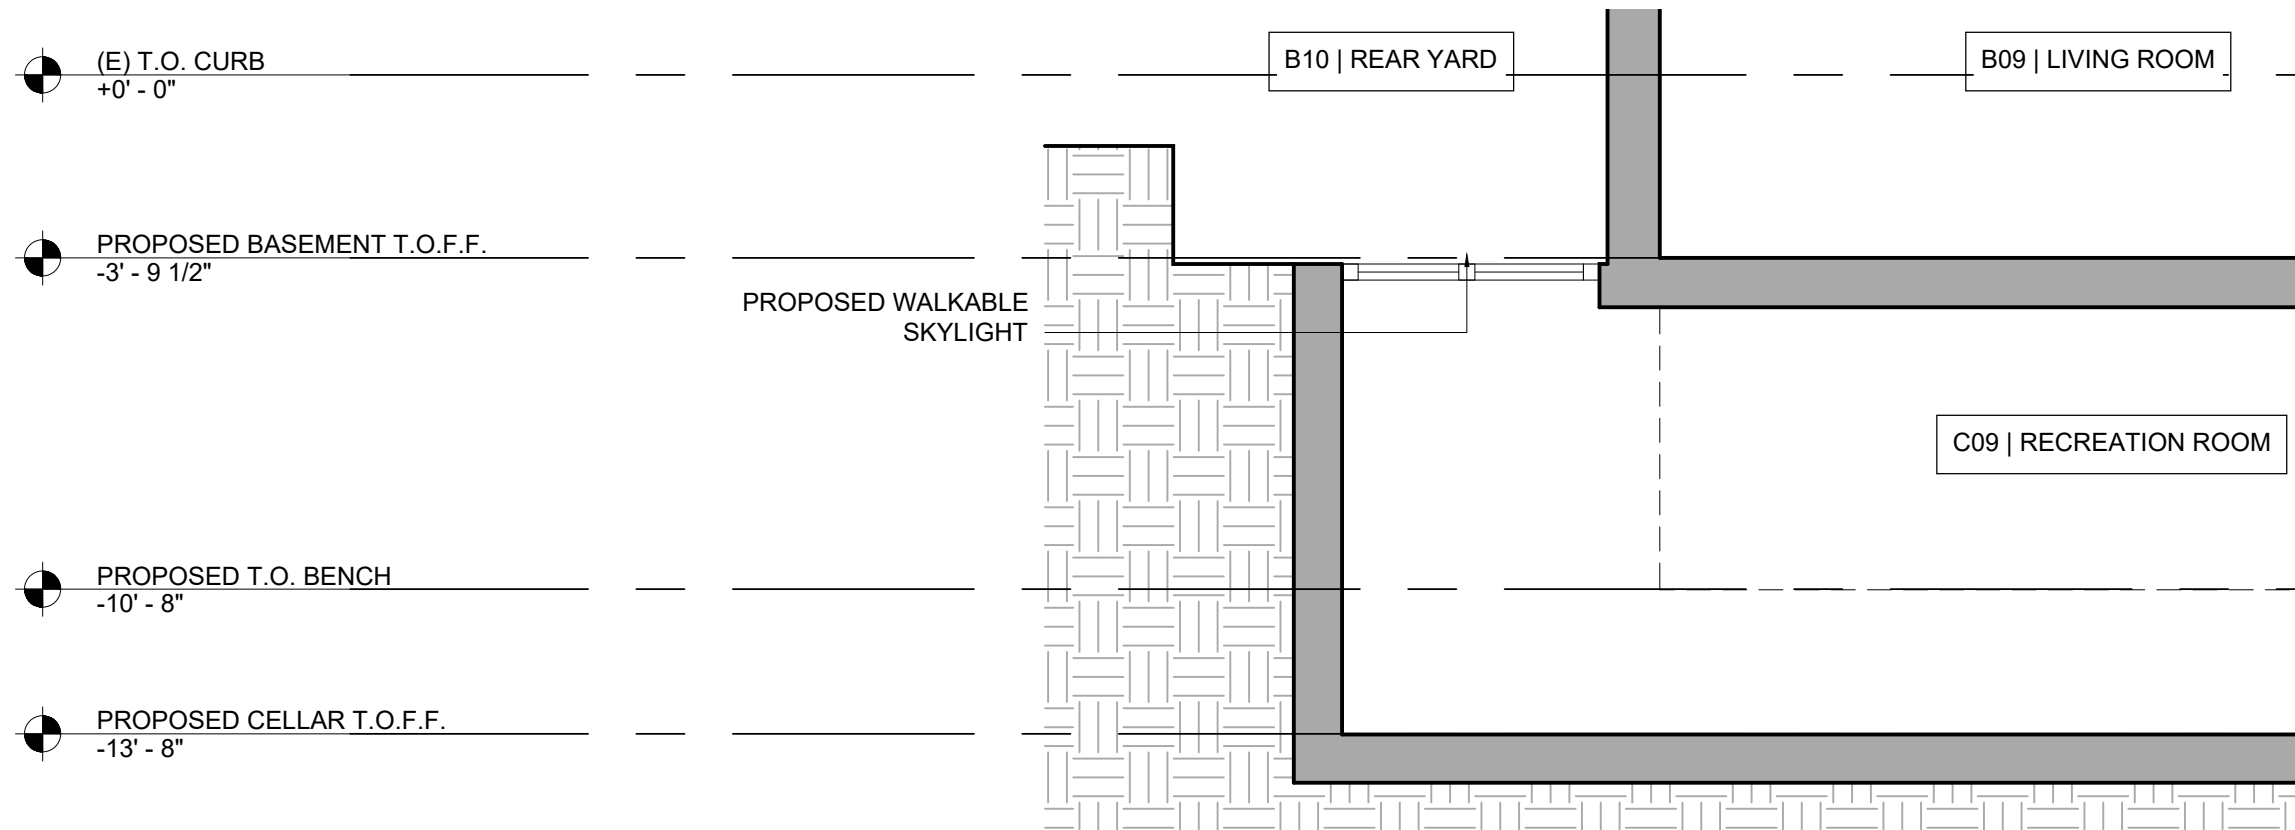 (E) T.O. CURB
+0' - 0"
B10 | REAR YARD
B09 | LIVING ROOM
PROPOSED BASEMENT T.O.F.F.
-3' - 9 1/2"
PROPOSED WALKABLE
SKYLIGHT
C09 | RECREATION ROOM
PROPOSED T.O. BENCH
-10' - 8"
PROPOSED CELLAR T.O.F.F.
-13' - 8"